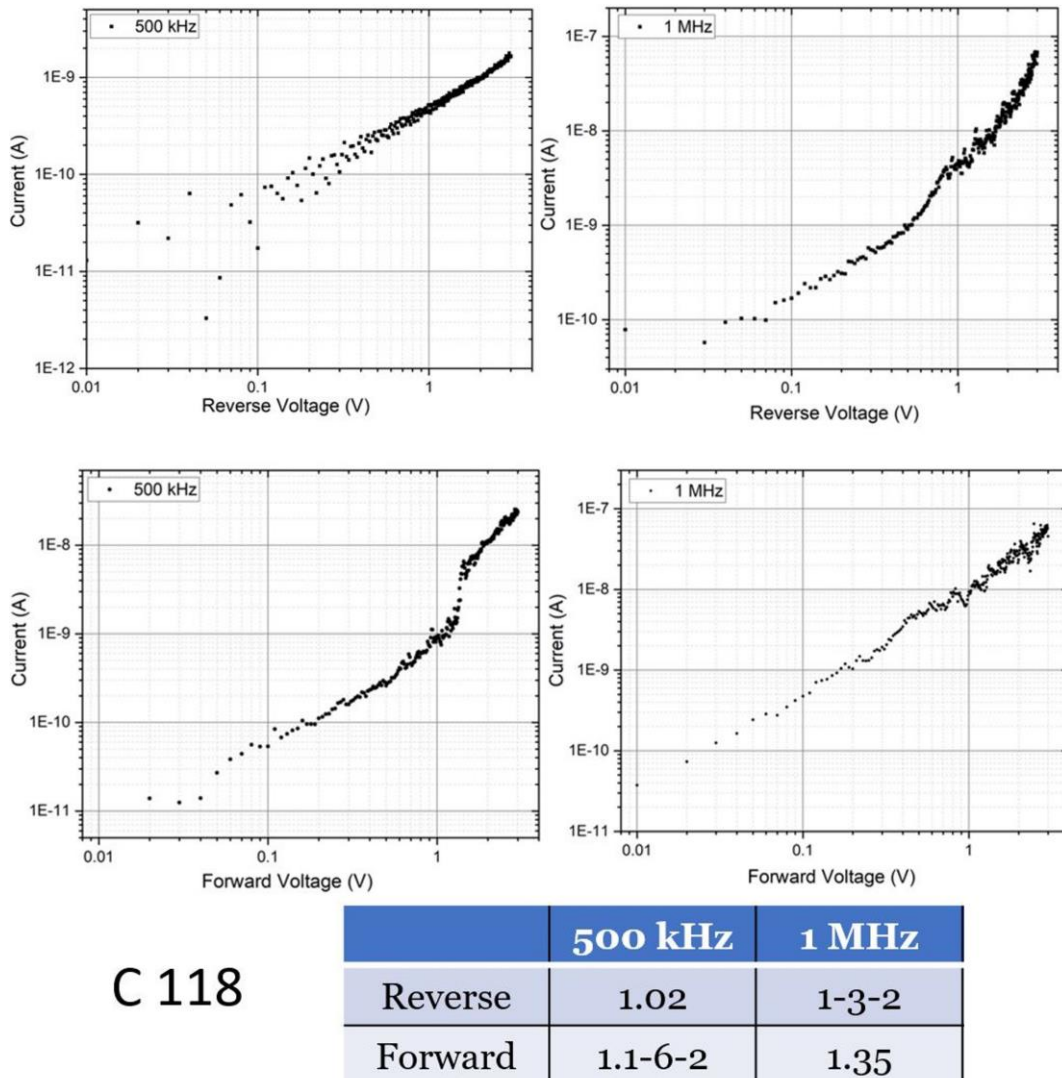 500 kHz
1E-9
1E-10
1E-11
1E-12
Current (A)
0.01 0.1 1
Reverse Voltage (V)
1 MHz
1E-7
1E-8
1E-9
1E-10
Current (A)
0.01 0.1 1
Reverse Voltage (V)
500 kHz
1E-8
1E-9
1E-10
1E-11
Current (A)
0.01 0.1 1
Forward Voltage (V)
1 MHz
1E-7
1E-8
1E-9
1E-10
1E-11
Current (A)
0.01 0.1 1
Forward Voltage (V)
C 118
500 kHz 1 MHz
Reverse 1.02 1-3-2
Forward 1.1-6-2 1.35